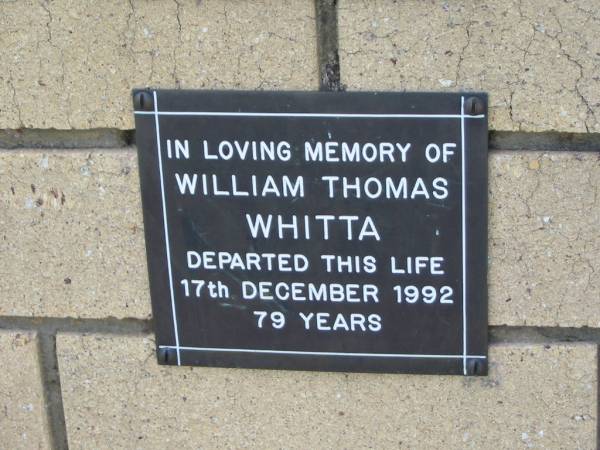 IN LOVING MEMORY OF
WILLIAM THOMAS
WHITTA
DEPARTED THIS LIFE
17th DECEMBER 1992
79 YEARS